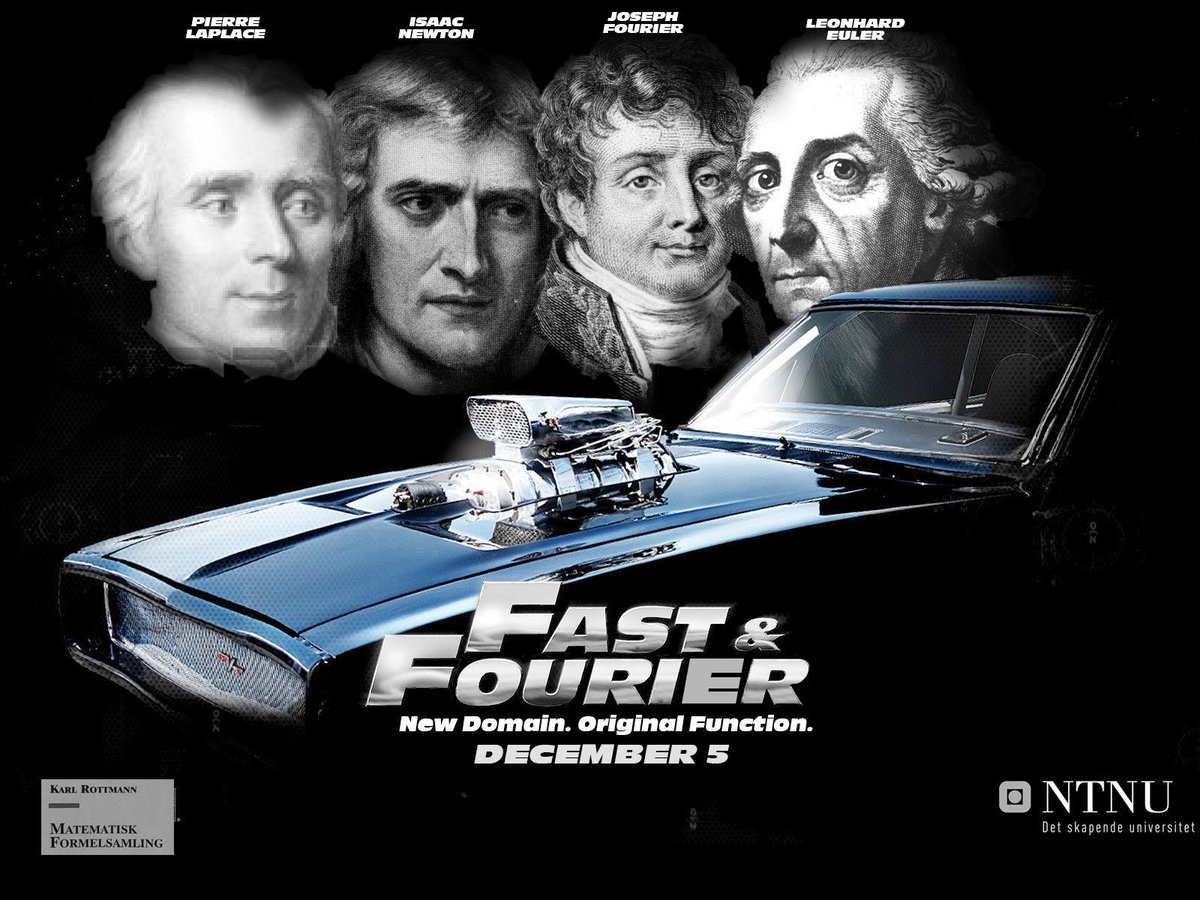 PIERRE
LAPLACE
ISAAC
NEWTON
JOSEPH
FOURIER
LEONHARD
EULER
FAST &
FOURIER
New Domain. Original Function.
DECEMBER 5
KARL ROTTMANN
MATEMATISK
FORMELSAMLING
NTNU
Det skapende universitet